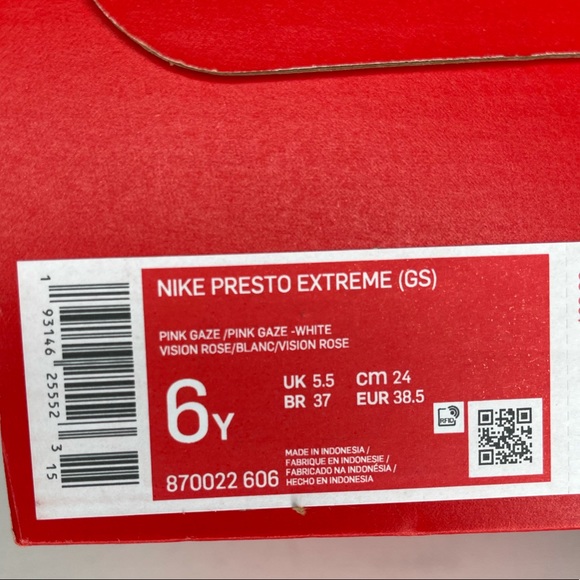 NIKE PRESTO EXTREME (GS)
PINK GAZE /PINK GAZE -WHITE
VISION ROSE/BLANC/VISION ROSE
6Y
UK 5.5 cm 24
BR 37 EUR 38.5
RFID
MADE IN INDONESIA /
FABRIQUE EN INDONESIE /
FABRICADO NA INDONÉSIA /
HECHO EN INDONESIA
870022 606
1 93146 25552 3 15